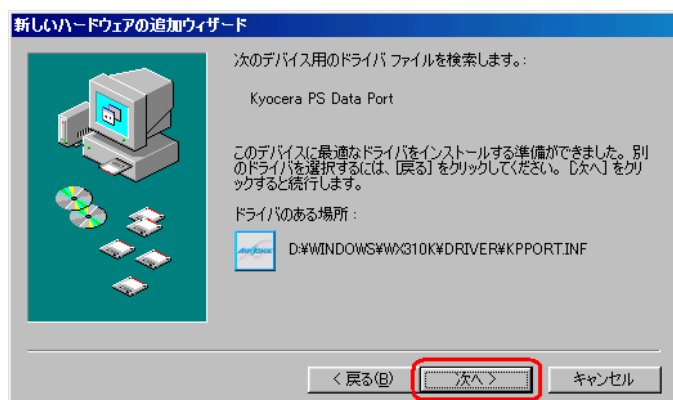 新しいハードウェアの追加ウィザード
次のデバイス用のドライバ ファイルを検索します。:
Kyocera PS Data Port
このデバイスに最適なドライバをインストールする準備ができました。別
のドライバを選択するには、[戻る] をクリックしてください。[次へ] をクリ
ックすると続行します。
ドライバのある場所:
AirEdge
D:¥WINDOWS¥WX310K¥DRIVER¥KPPORT.INF
< 戻る(B)
次へ >
キャンセル